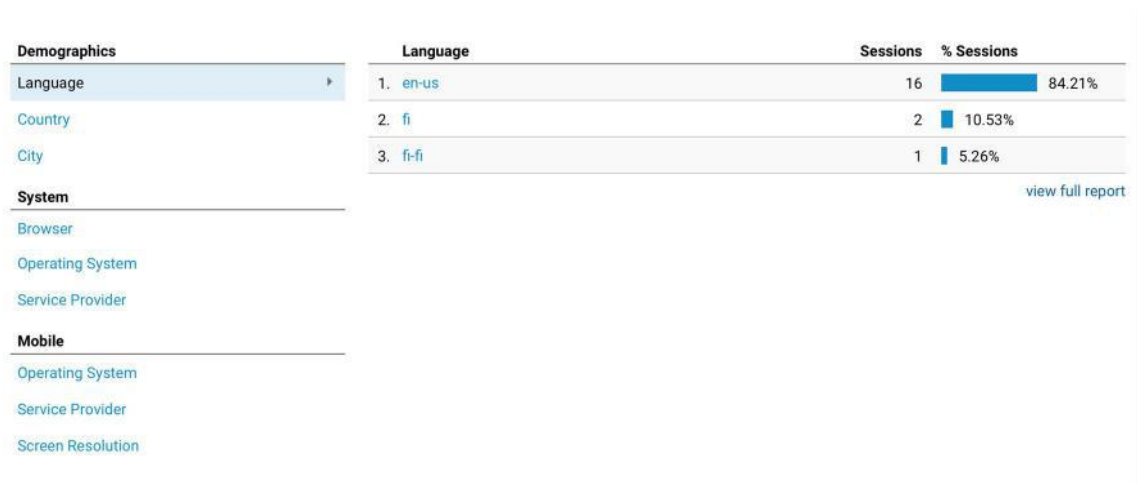 Demographics
Language
Country
City
System
Browser
Operating System
Service Provider
Mobile
Operating System
Service Provider
Screen Resolution
Language Sessions % Sessions
1. en-us 16 84.21%
2. fi 2 10.53%
3. fi-fi 1 5.26%
view full report